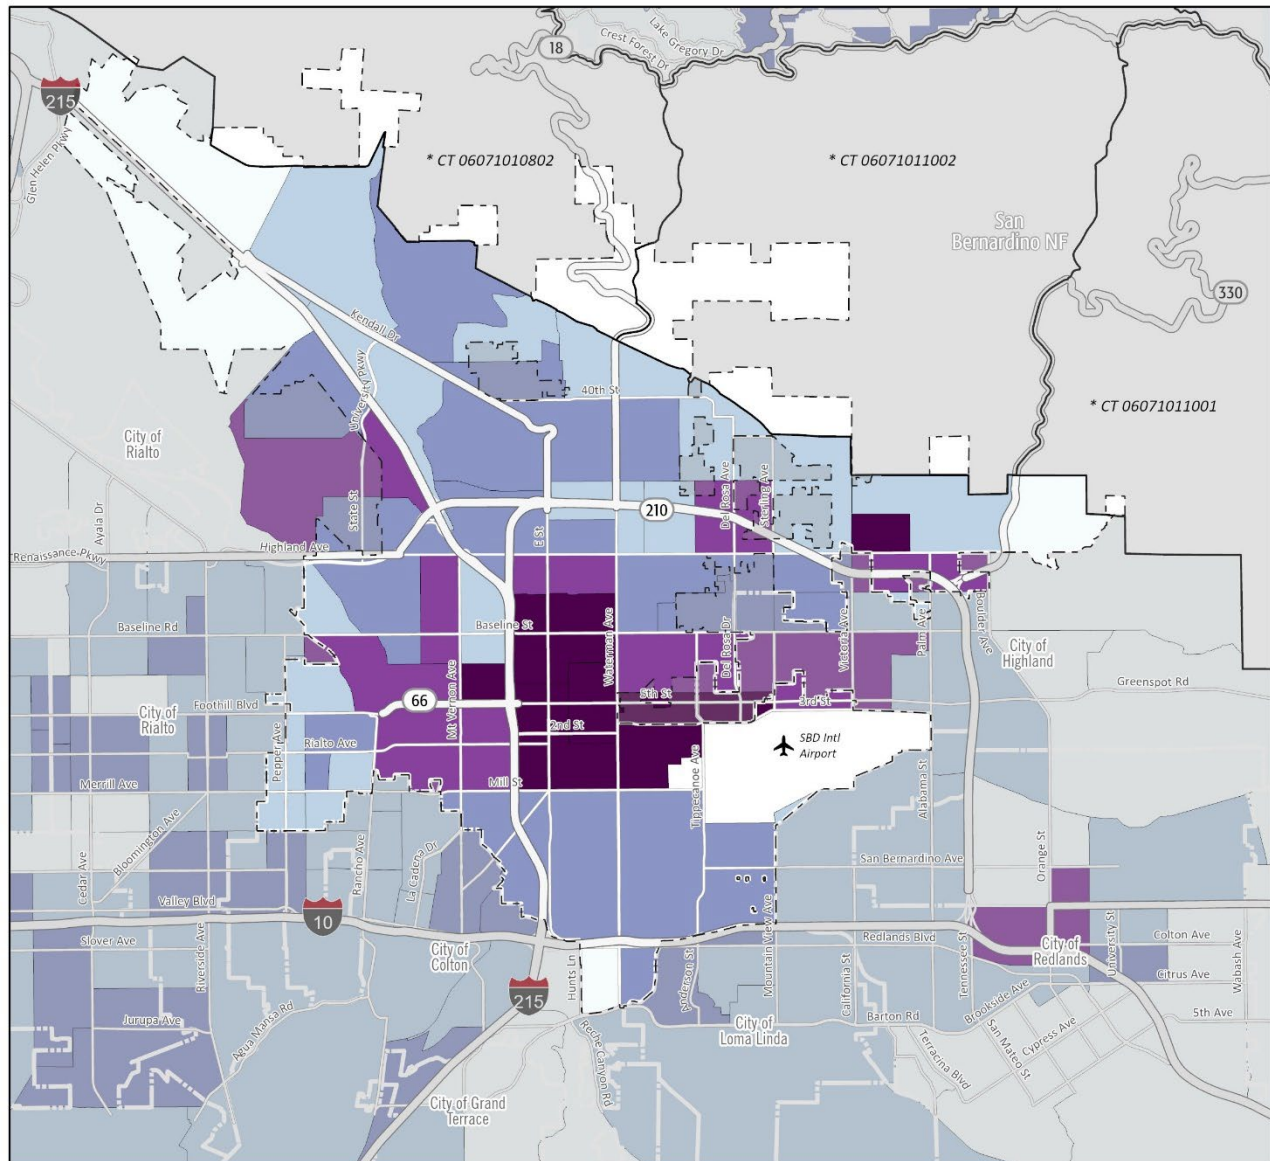 Lake Gregory Dr
Crest Forest Dr
18
215
Glen Helen Pkwy
* CT 06071010802
* CT 06071011002
San
Bernardino NF
330
Kendall Dr
University Pkwy
40th St
* CT 06071011001
City of
Rialto
Ayala Dr
State St
Del Rosa Ave
Sterling Ave
210
E St
Highland Ave
Renaissance Pkwy
Baseline Rd
Baseline St
Waterman Ave
Del Rosa Dr
Victoria Ave
Palm Ave
Boulder Ave
City of
Highland
Greenspot Rd
Mt Vernon Ave
66
5th St
3rd St
City of
Rialto
Foothill Blvd
Pepper Ave
Rialto Ave
2nd St
SBD Intl
Airport
Merrill Ave
Mill St
Tippecanoe Ave
Alabama St
Bloomington Ave
Cedar Ave
Rancho Ave
La Cadena Dr
San Bernardino Ave
Orange St
Valley Blvd
10
Slover Ave
Riverside Ave
City of
Colton
Hunts Ln
Anderson St
Mountain View Ave
Redlands Blvd
California St
Tennessee St
City of
Redlands
University St
Colton Ave
Citrus Ave
Wabash Ave
215
Jurupa Ave
Agua Mansa Rd
Reche Canyon Rd
City of
Loma Linda
Barton Rd
Brookside Ave
5th Ave
Terracina Blvd
San Mateo St
Cypress Ave
City of Grand
Terrace